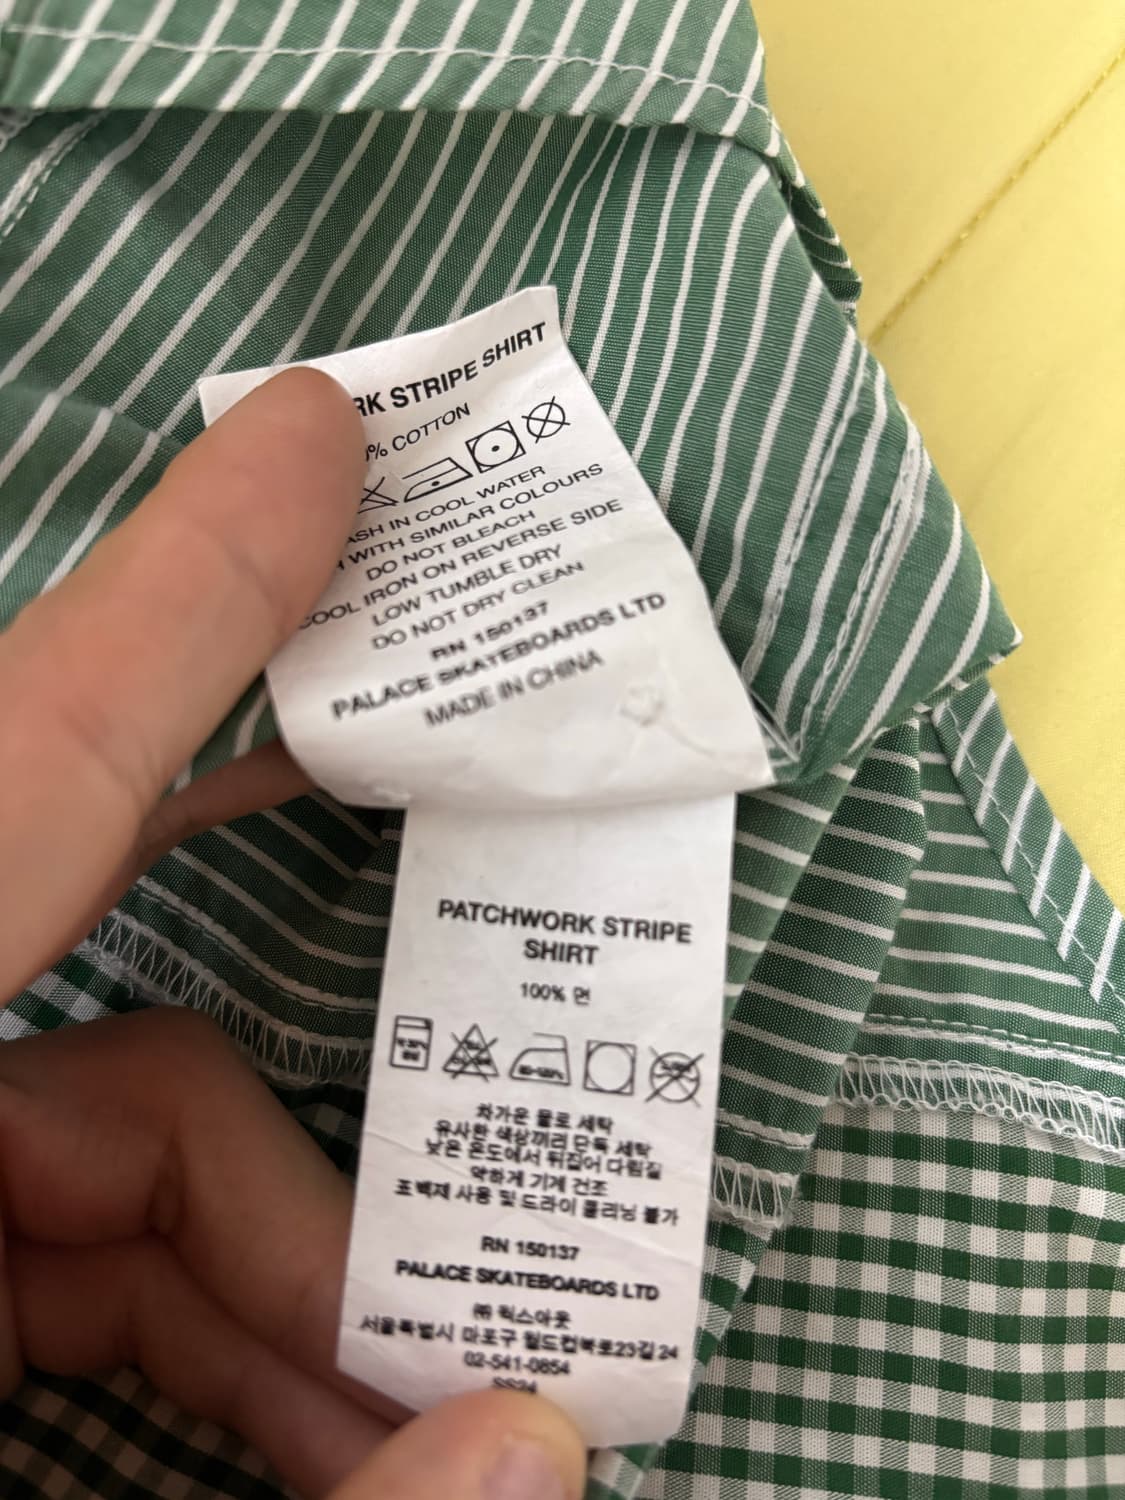 RK STRIPE SHIRT
% COTTON
ASH IN COOL WATER
H WITH SIMILAR COLOURS
DO NOT BLEACH
COOL IRON ON REVERSE SIDE
LOW TUMBLE DRY
DO NOT DRY CLEAN
RN 150137
PALACE SKATEBOARDS LTD
MADE IN CHINA
PATCHWORK STRIPE
SHIRT
100% 면
차가운 물로 세탁
유사한 색상끼리 단독 세탁
낮은 온도에서 뒤집어 다림질
약하게 기계 건조
표백제 사용 및 드라이 클리닝 불가
RN 150137
PALACE SKATEBOARDS LTD
㈜ 웍스아웃
서울특별시 마포구 월드컵북로23길 24
02-541-0854
SS24